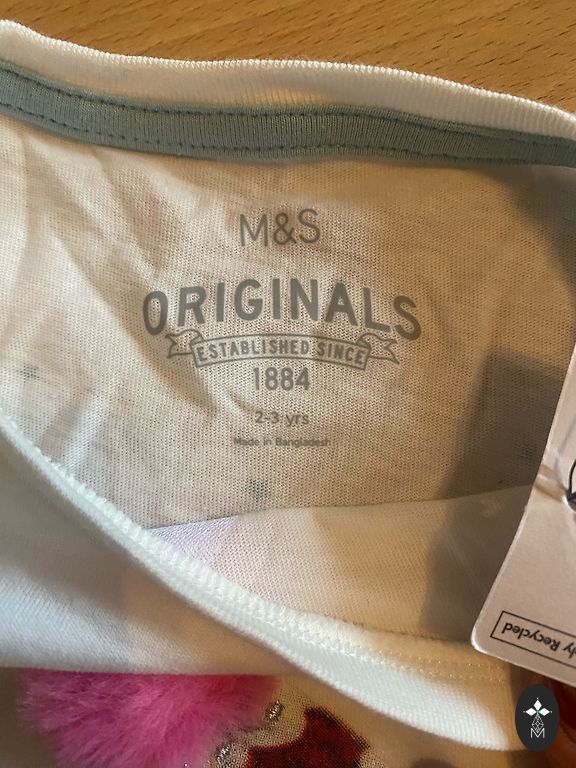 M&S
ORIGINALS
ESTABLISHED SINCE
1884
2-3 yrs
Made in Bangladesh
Recycled
M